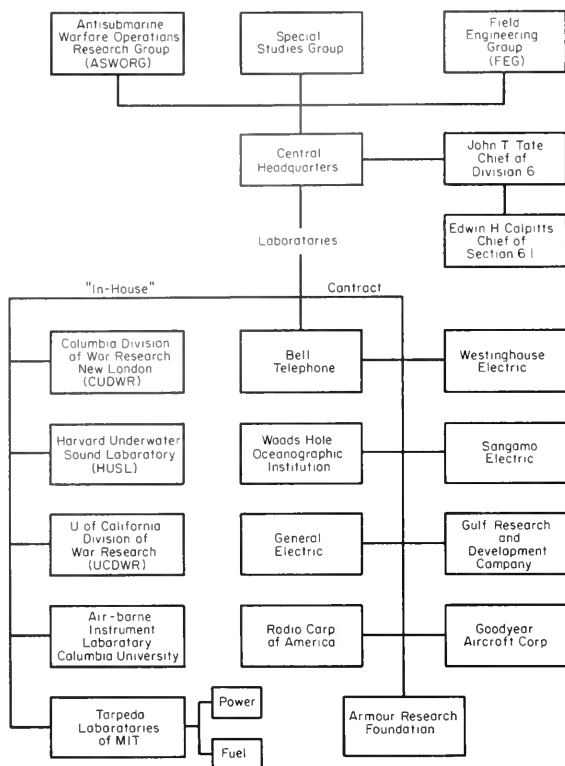 Antisubmarine
Warfare Operations
Research Group
(ASWORG)
Special
Studies Group
Field
Engineering
Group
(FEG)
Central
Headquarters
John T Tate
Chief of
Division 6
Edwin H Colpitts
Chief of
Section 6 1
Laboratories
"In-House"
Contract
Columbia Division
of War Research
New London
(CUDWR)
Bell
Telephone
Westinghouse
Electric
Harvard Underwater
Sound Laboratory
(HUSL)
Woods Hole
Oceanographic
Institution
Sangamo
Electric
U of California
Division of
War Research
(UCDWR)
General
Electric
Gulf Research
and
Development
Company
Air-borne
Instrument
Laboratory
Columbia University
Radio Corp
of America
Goodyear
Aircraft Corp
Torpedo
Laboratories
of MIT
Power
Fuel
Armour Research
Foundation